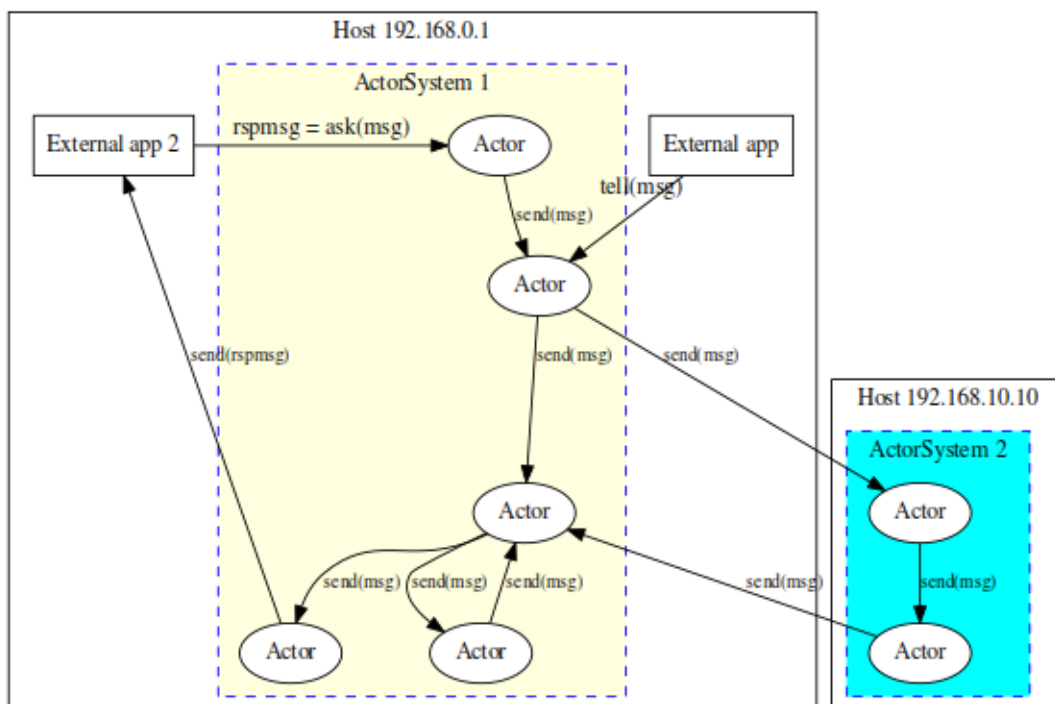 Host 192.168.0.1
ActorSystem 1
External app 2
rspmsg = ask(msg)
Actor
External app
tell(msg)
send(msg)
Actor
send(rspmsg)
send(msg)
send(msg)
Host 192.168.10.10
ActorSystem 2
Actor
Actor
send(msg)
send(msg)
send(msg)
send(msg)
send(msg)
Actor
Actor
Actor